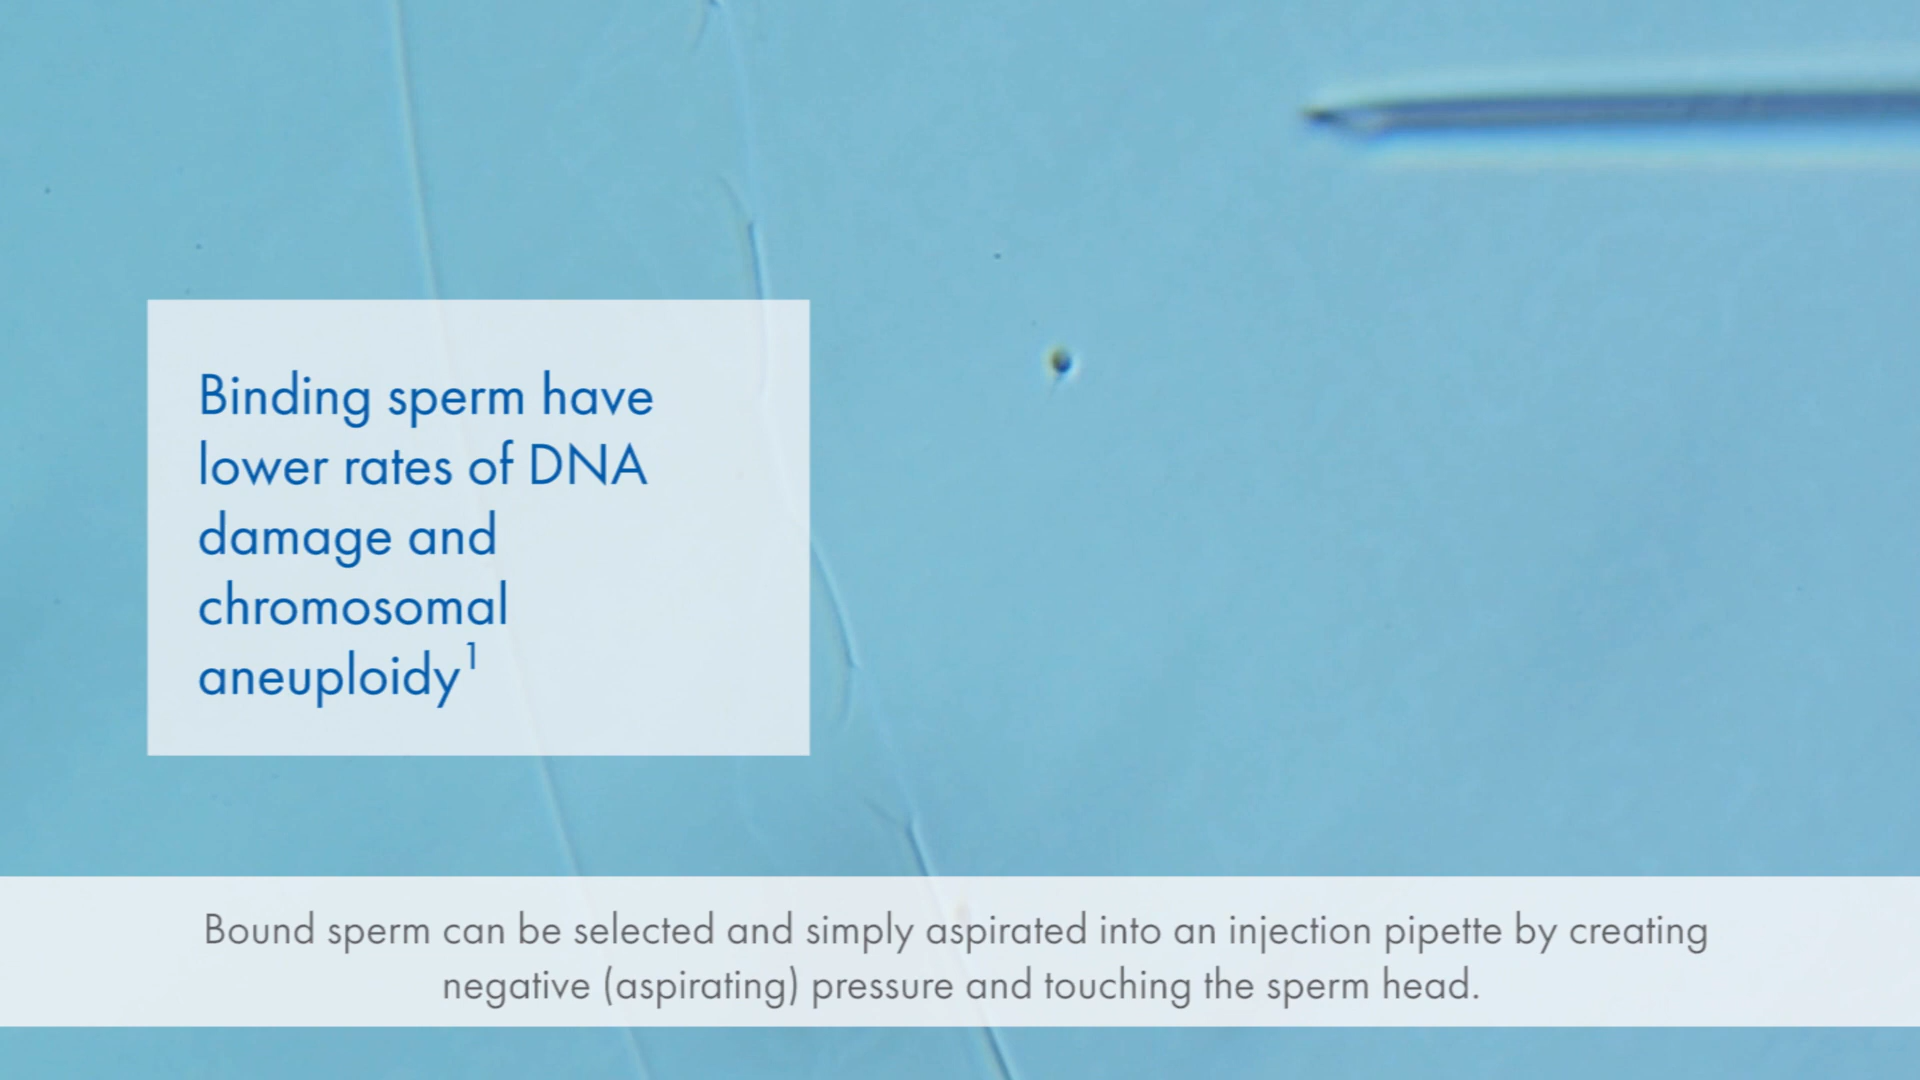 Binding sperm have
lower rates of DNA
damage and
chromosomal
aneuploidy¹
Bound sperm can be selected and simply aspirated into an injection pipette by creating
negative (aspirating) pressure and touching the sperm head.